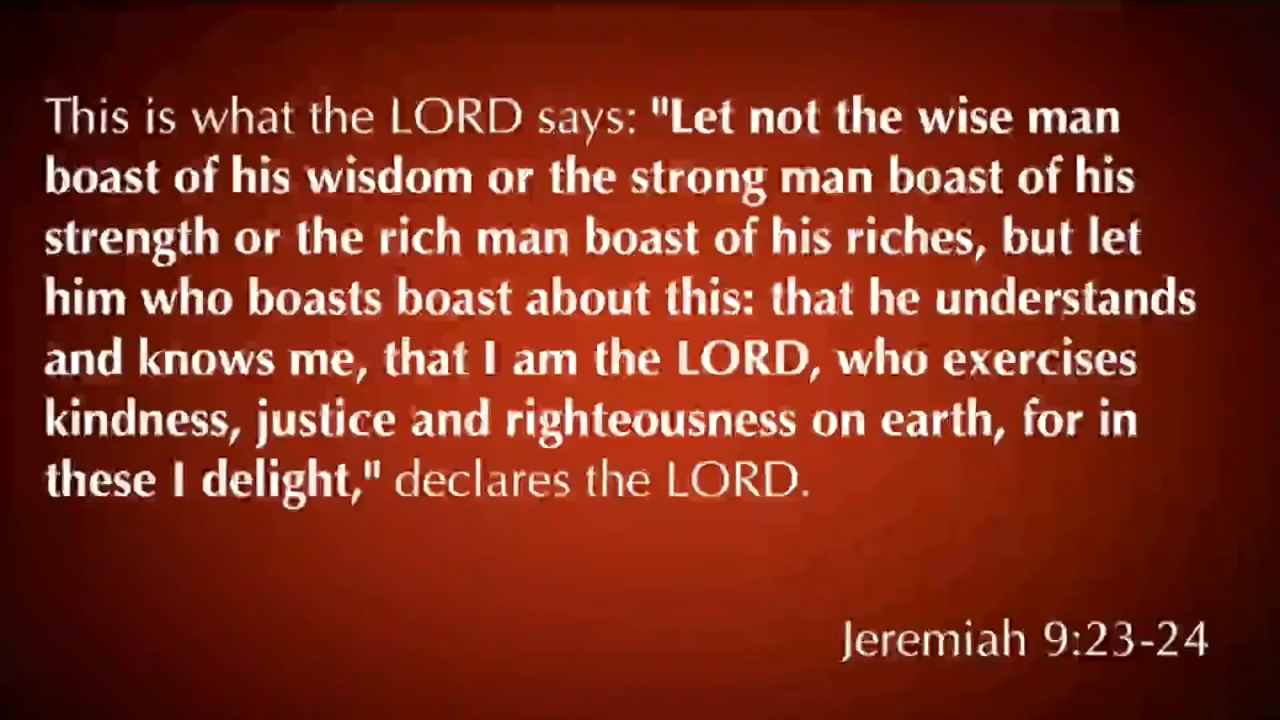 This is what the LORD says: "Let not the wise man
boast of his wisdom or the strong man boast of his
strength or the rich man boast of his riches, but let
him who boasts boast about this: that he understands
and knows me, that I am the LORD, who exercises
kindness, justice and righteousness on earth, for in
these I delight," declares the LORD.
Jeremiah 9:23-24